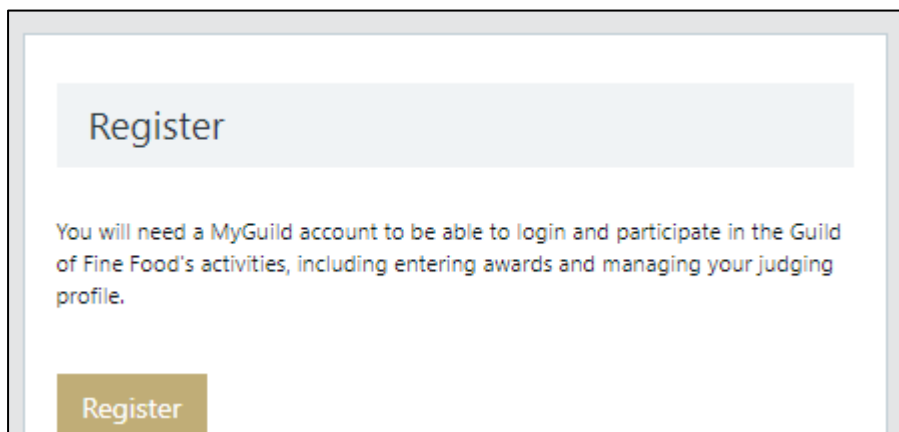 Register
You will need a MyGuild account to be able to login and participate in the Guild
of Fine Food's activities, including entering awards and managing your judging
profile.
Register